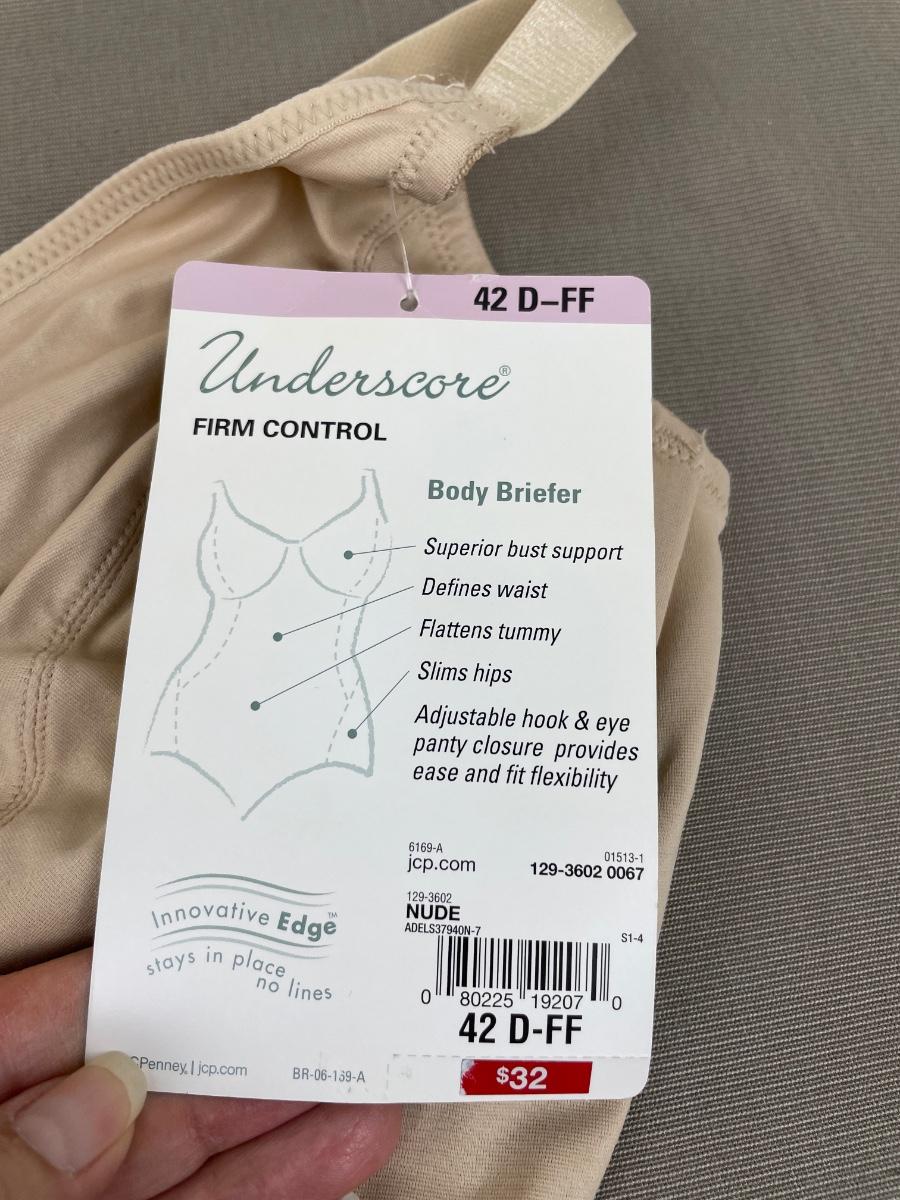 42 D–FF
Underscore®
FIRM CONTROL
Body Briefer
Superior bust support
Defines waist
Flattens tummy
Slims hips
Adjustable hook & eye
panty closure provides
ease and fit flexibility
6169-A
jcp.com
01513-1
129-3602 0067
129-3602
NUDE
ADELS37940N-7
S1-4
0 80225 19207 0
42 D-FF
$32
Innovative Edge™
stays in place
no lines
CPenney | jcp.com
BR-06-169-A